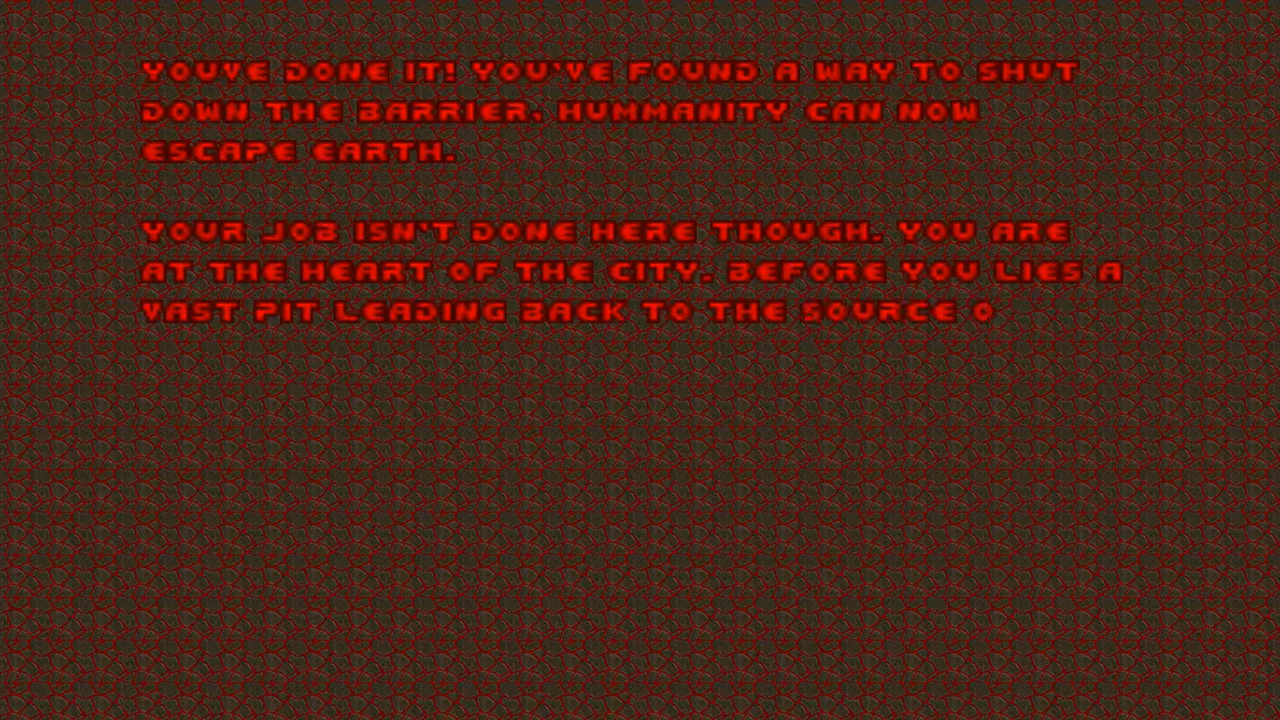 YOUVE DONE IT! YOU'VE FOUND A WAY TO SHUT
DOWN THE BARRIER, HUMMANITY CAN NOW
ESCAPE EARTH.
YOUR JOB ISN'T DONE HERE THOUGH. YOU ARE
AT THE HEART OF THE CITY. BEFORE YOU LIES A
VAST PIT LEADING BACK TO THE SOURCE O